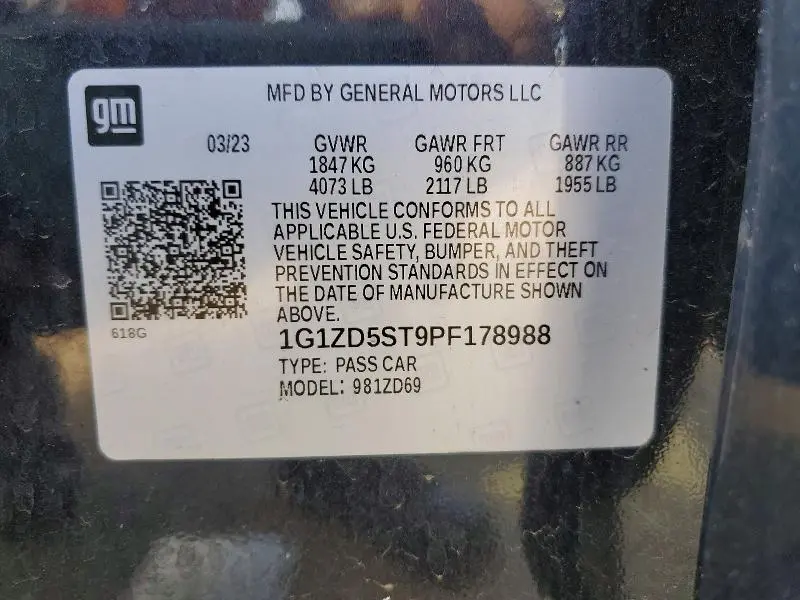 gm
MFD BY GENERAL MOTORS LLC
03/23 GVWR GAWR FRT GAWR RR
1847 KG 960 KG 887 KG
4073 LB 2117 LB 1955 LB
THIS VEHICLE CONFORMS TO ALL
APPLICABLE U.S. FEDERAL MOTOR
VEHICLE SAFETY, BUMPER, AND THEFT
PREVENTION STANDARDS IN EFFECT ON
THE DATE OF MANUFACTURE SHOWN
ABOVE.
618G
1G1ZD5ST9PF178988
TYPE: PASS CAR
MODEL: 981ZD69